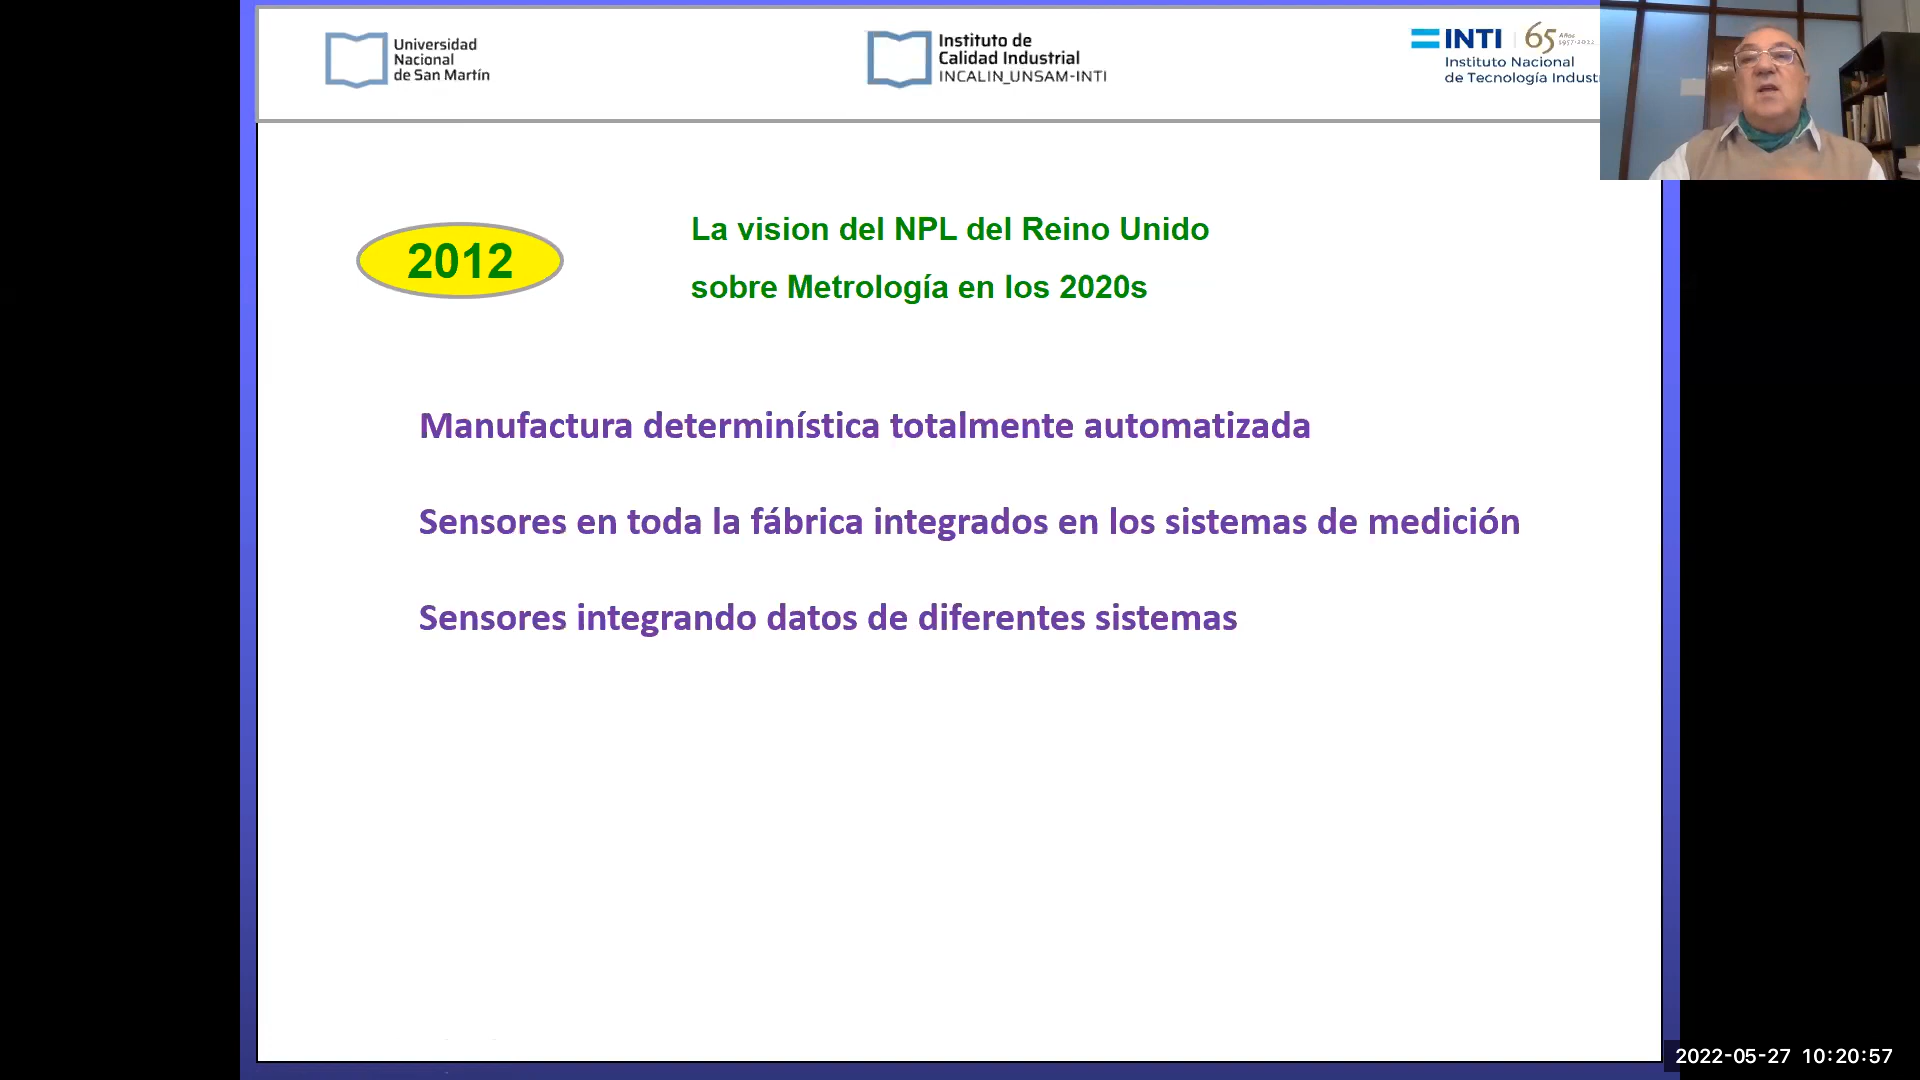 Universidad
Nacional
de San Martín
Instituto de
Calidad Industrial
INCALIN_UNSAM-INTI
INTI
65 Años
1957-2022
Instituto Nacional
de Tecnología Indust
2012
La vision del NPL del Reino Unido
sobre Metrología en los 2020s
Manufactura determinística totalmente automatizada
Sensores en toda la fábrica integrados en los sistemas de medición
Sensores integrando datos de diferentes sistemas
2022-05-27 10:20:57